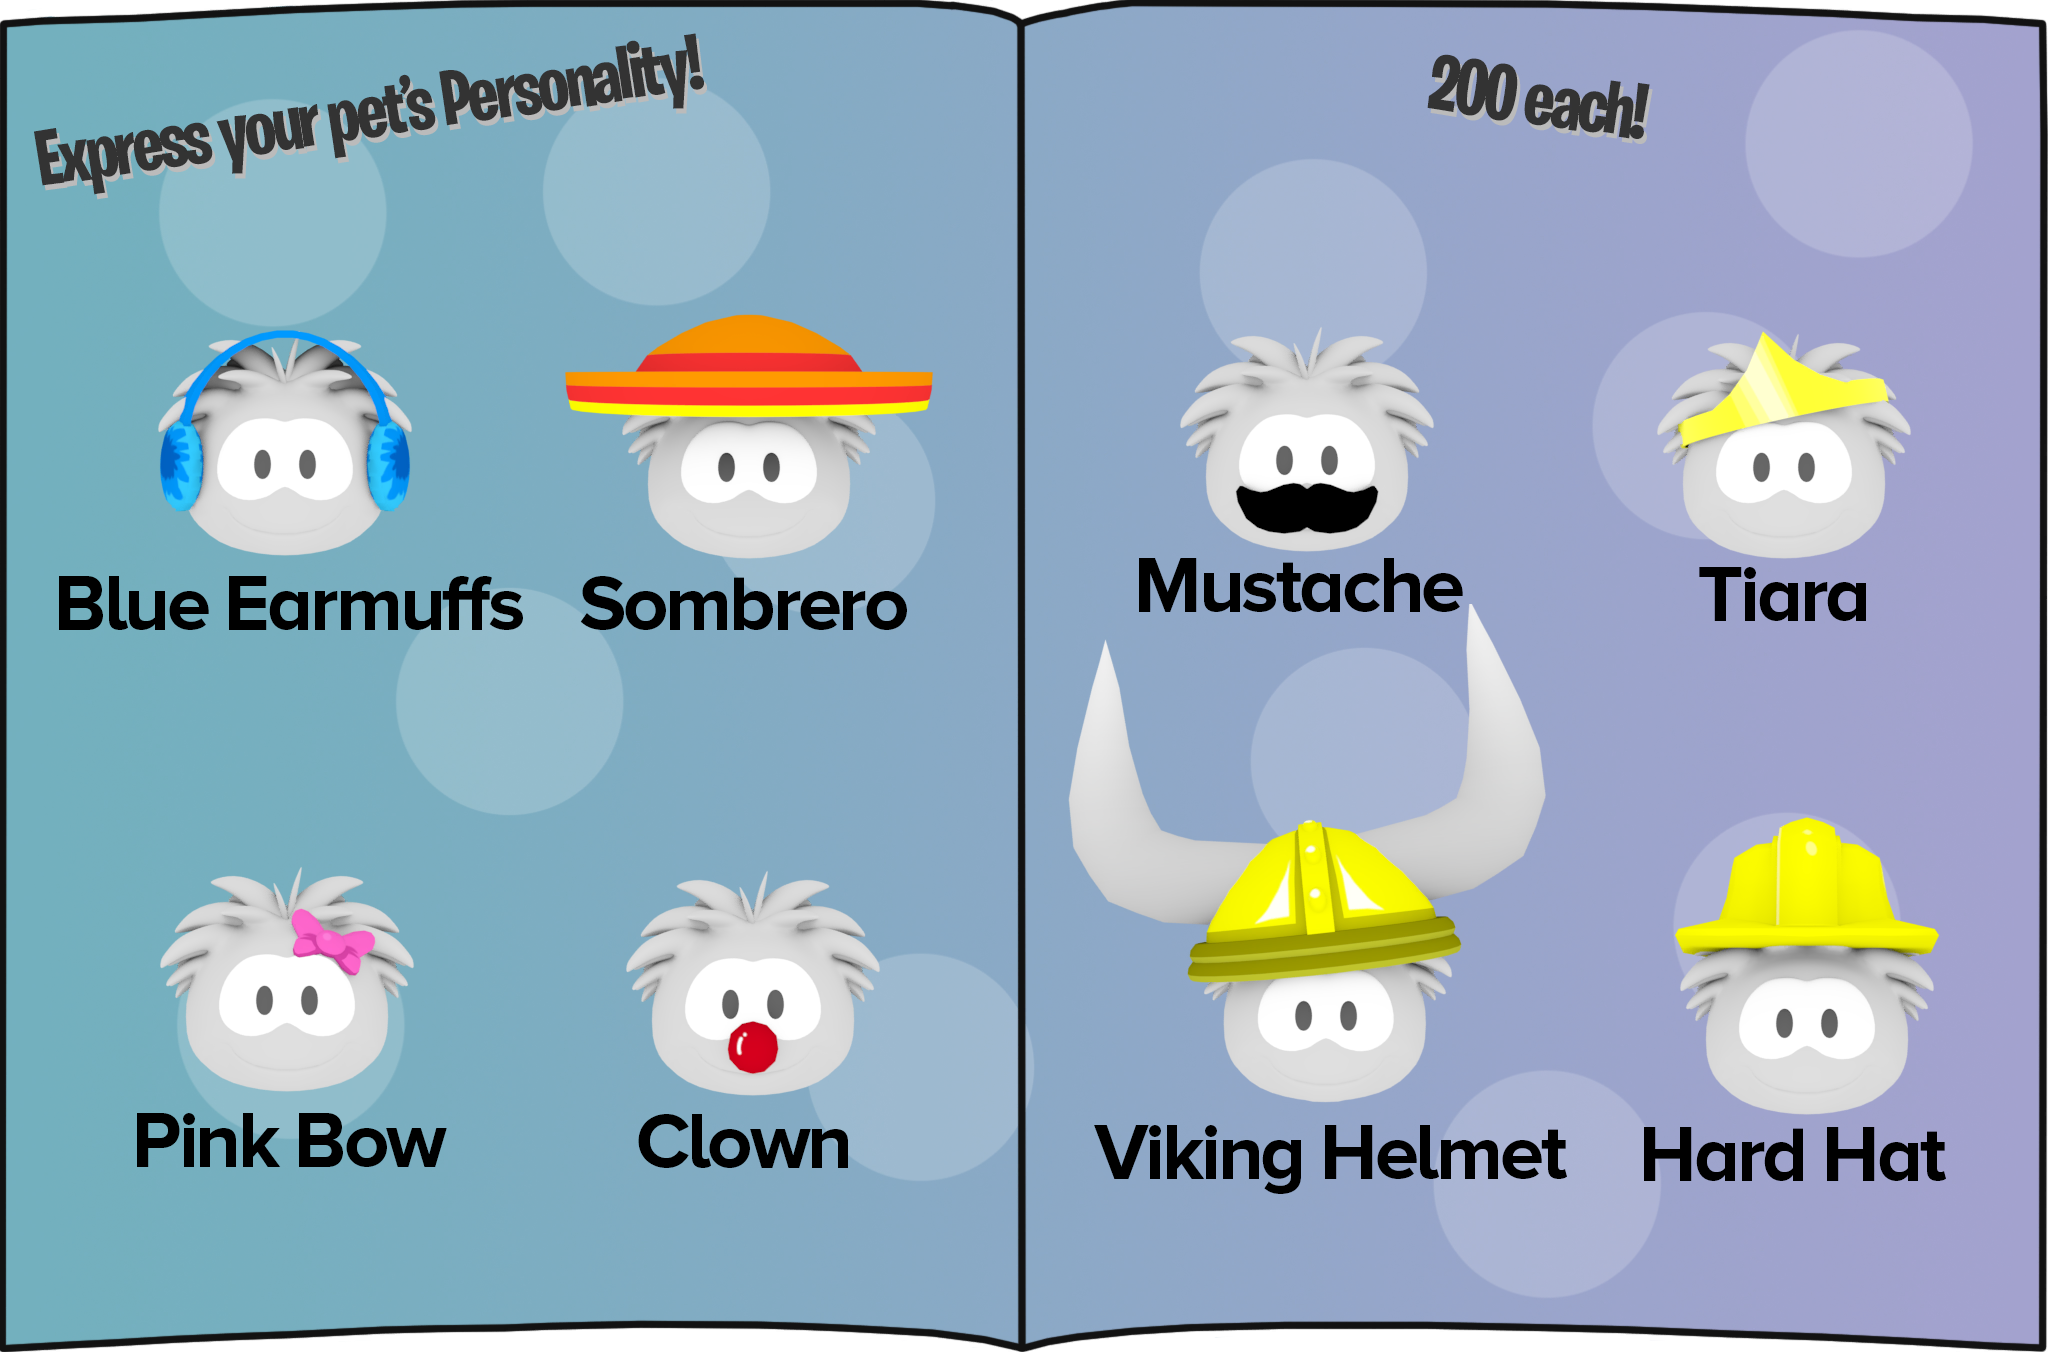 Express your pet's Personality!
Blue Earmuffs
Sombrero
Pink Bow
Clown
200 each!
Mustache
Tiara
Viking Helmet
Hard Hat